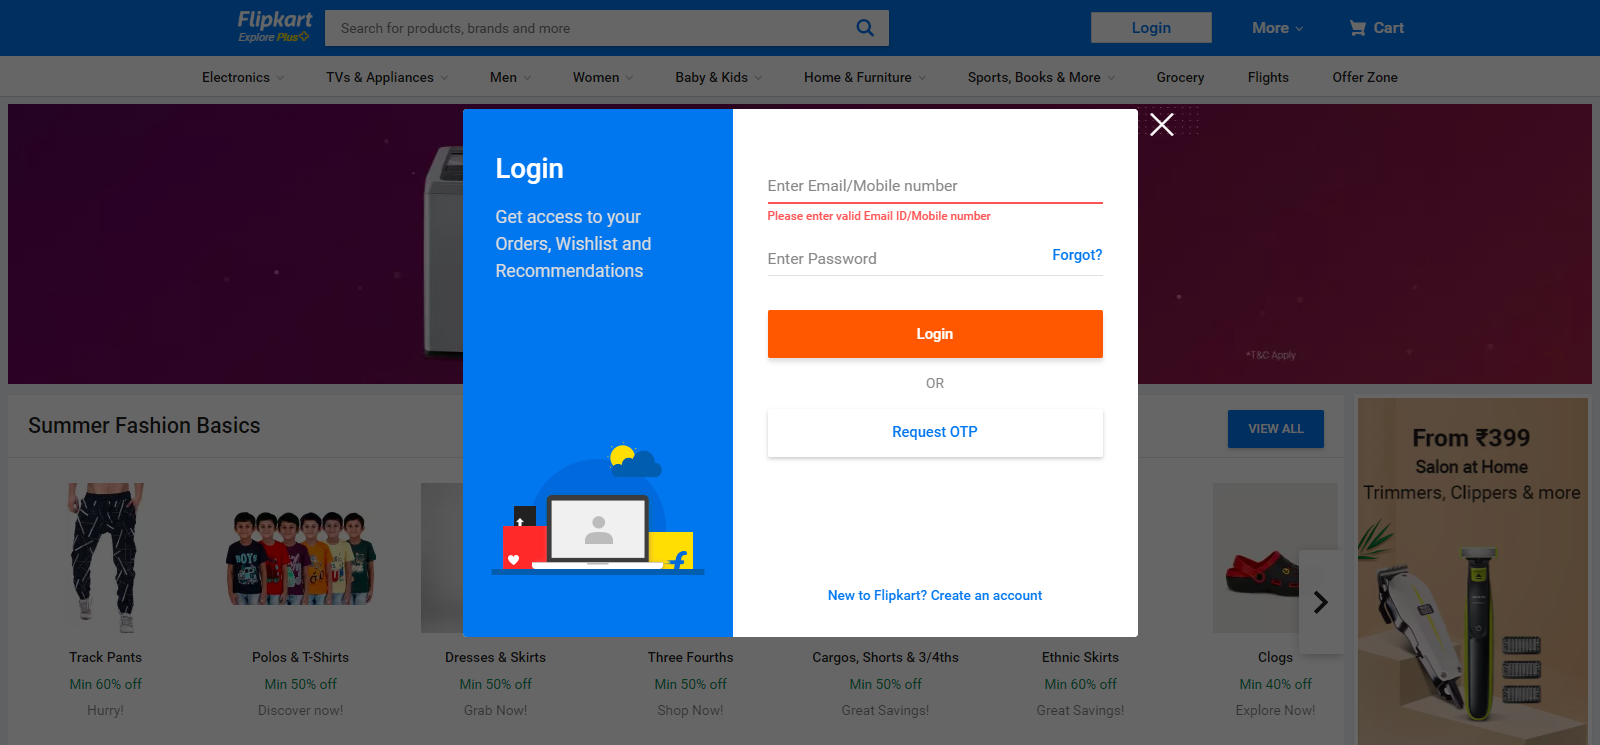 Flipkart
Explore Plus
Search for products, brands and more
Login
More
Cart
Electronics
TVs & Appliances
Men
Women
Baby & Kids
Home & Furniture
Sports, Books & More
Grocery
Flights
Offer Zone
Login
Get access to your
Orders, Wishlist and
Recommendations
Enter Email/Mobile number
Please enter valid Email ID/Mobile number
Enter Password
Forgot?
Login
OR
Request OTP
New to Flipkart? Create an account
*T&C Apply
Summer Fashion Basics
VIEW ALL
Track Pants
Min 60% off
Hurry!
Polos & T-Shirts
Min 50% off
Discover now!
Dresses & Skirts
Min 50% off
Grab Now!
Three Fourths
Min 50% off
Shop Now!
Cargos, Shorts & 3/4ths
Min 50% off
Great Savings!
Ethnic Skirts
Min 60% off
Great Savings!
Clogs
Min 40% off
Explore Now!
From ₹399
Salon at Home
Trimmers, Clippers & more